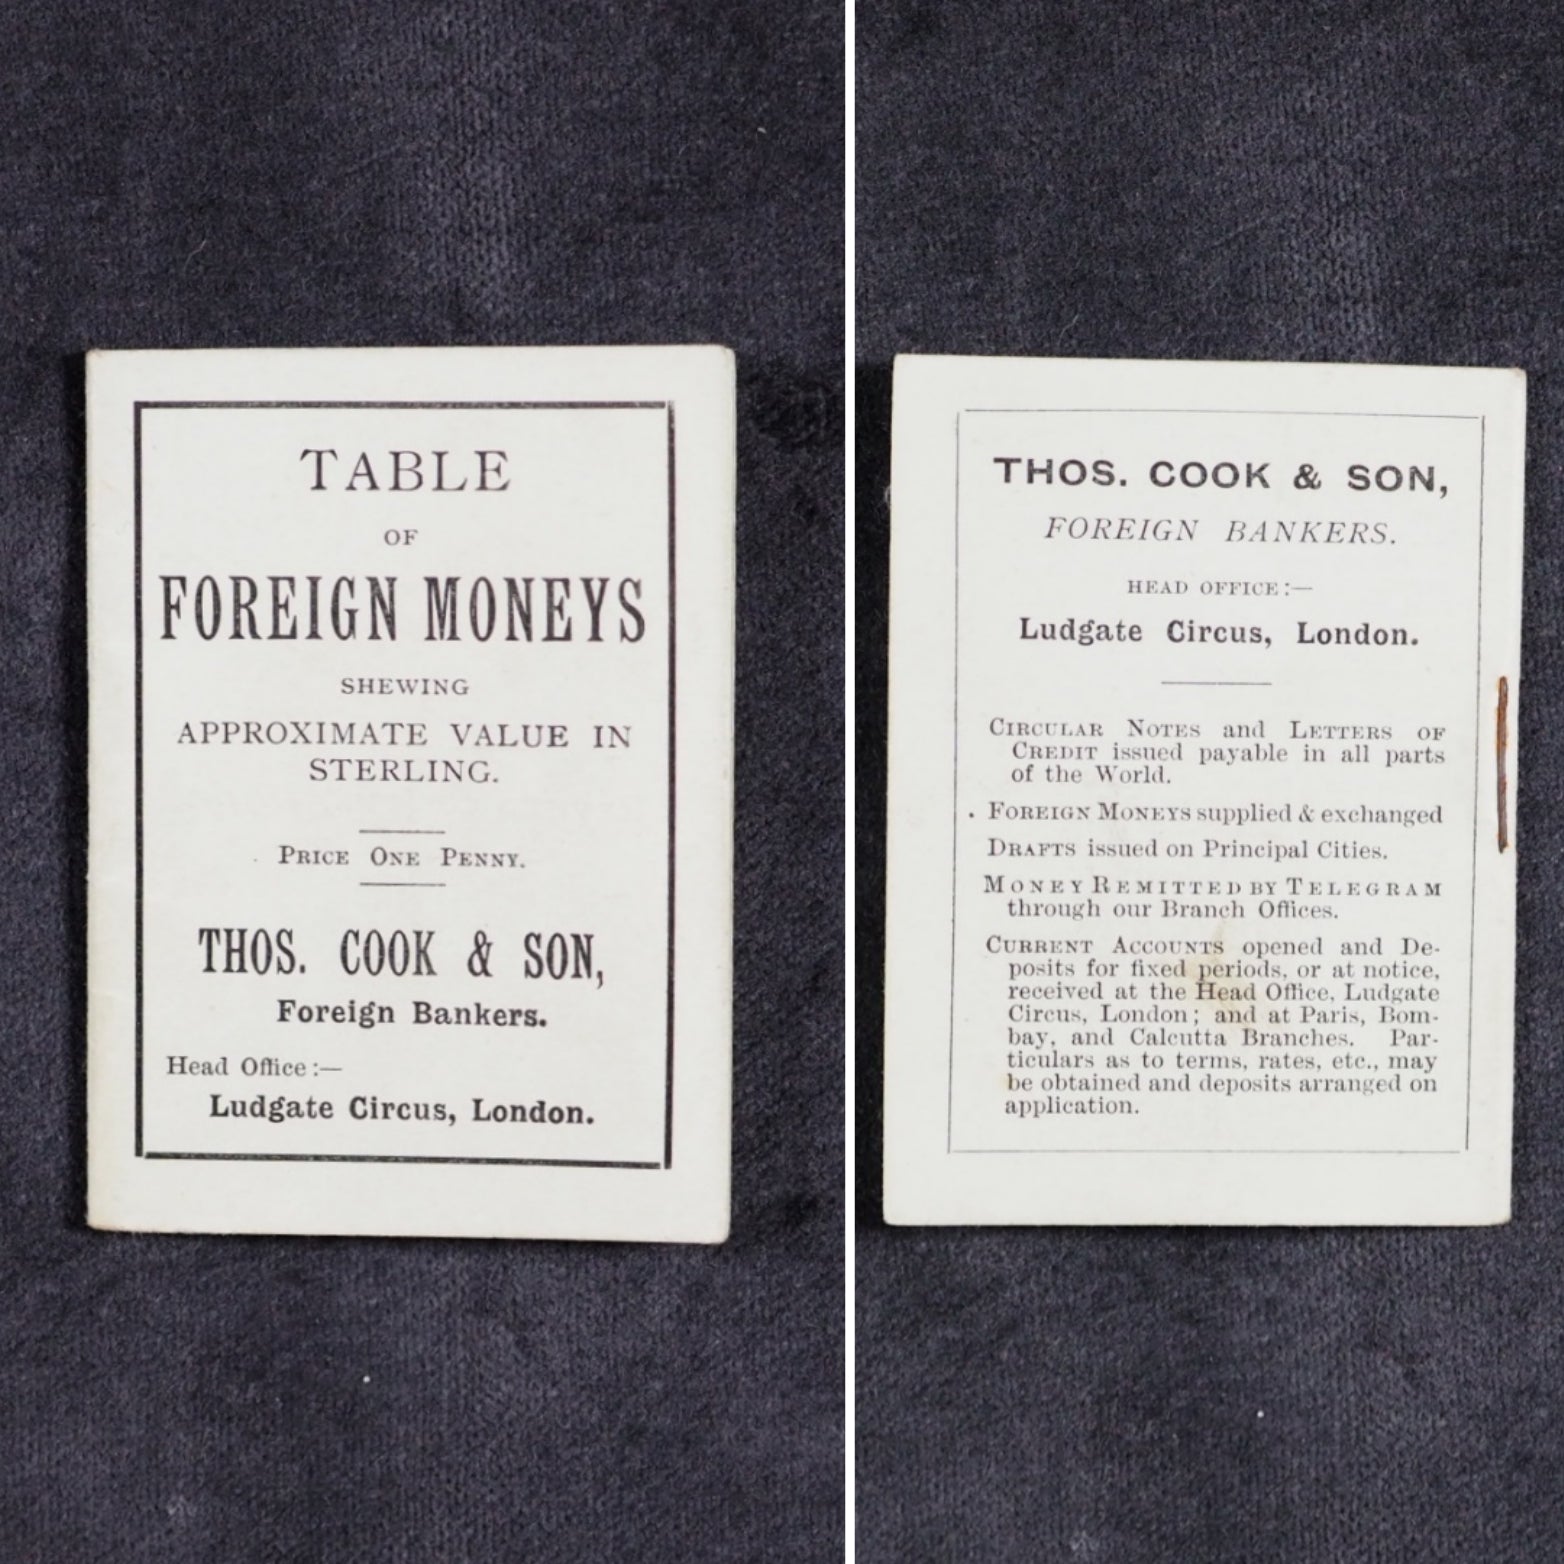 TABLE
OF
FOREIGN MONEYS
SHEWING
APPROXIMATE VALUE IN
STERLING.
PRICE ONE PENNY.
THOS. COOK & SON,
Foreign Bankers.
Head Office:—
Ludgate Circus, London.
THOS. COOK & SON,
FOREIGN BANKERS.
HEAD OFFICE:—
Ludgate Circus, London.
CIRCULAR NOTES and LETTERS OF
CREDIT issued payable in all parts
of the World.
FOREIGN MONEYS supplied & exchanged
DRAFTS issued on Principal Cities.
MONEY REMITTED BY TELEGRAM
through our Branch Offices.
CURRENT ACCOUNTS opened and De-
posits for fixed periods, or at notice,
received at the Head Office, Ludgate
Circus, London; and at Paris, Bom-
bay, and Calcutta Branches. Par-
ticulars as to terms, rates, etc., may
be obtained and deposits arranged on
application.